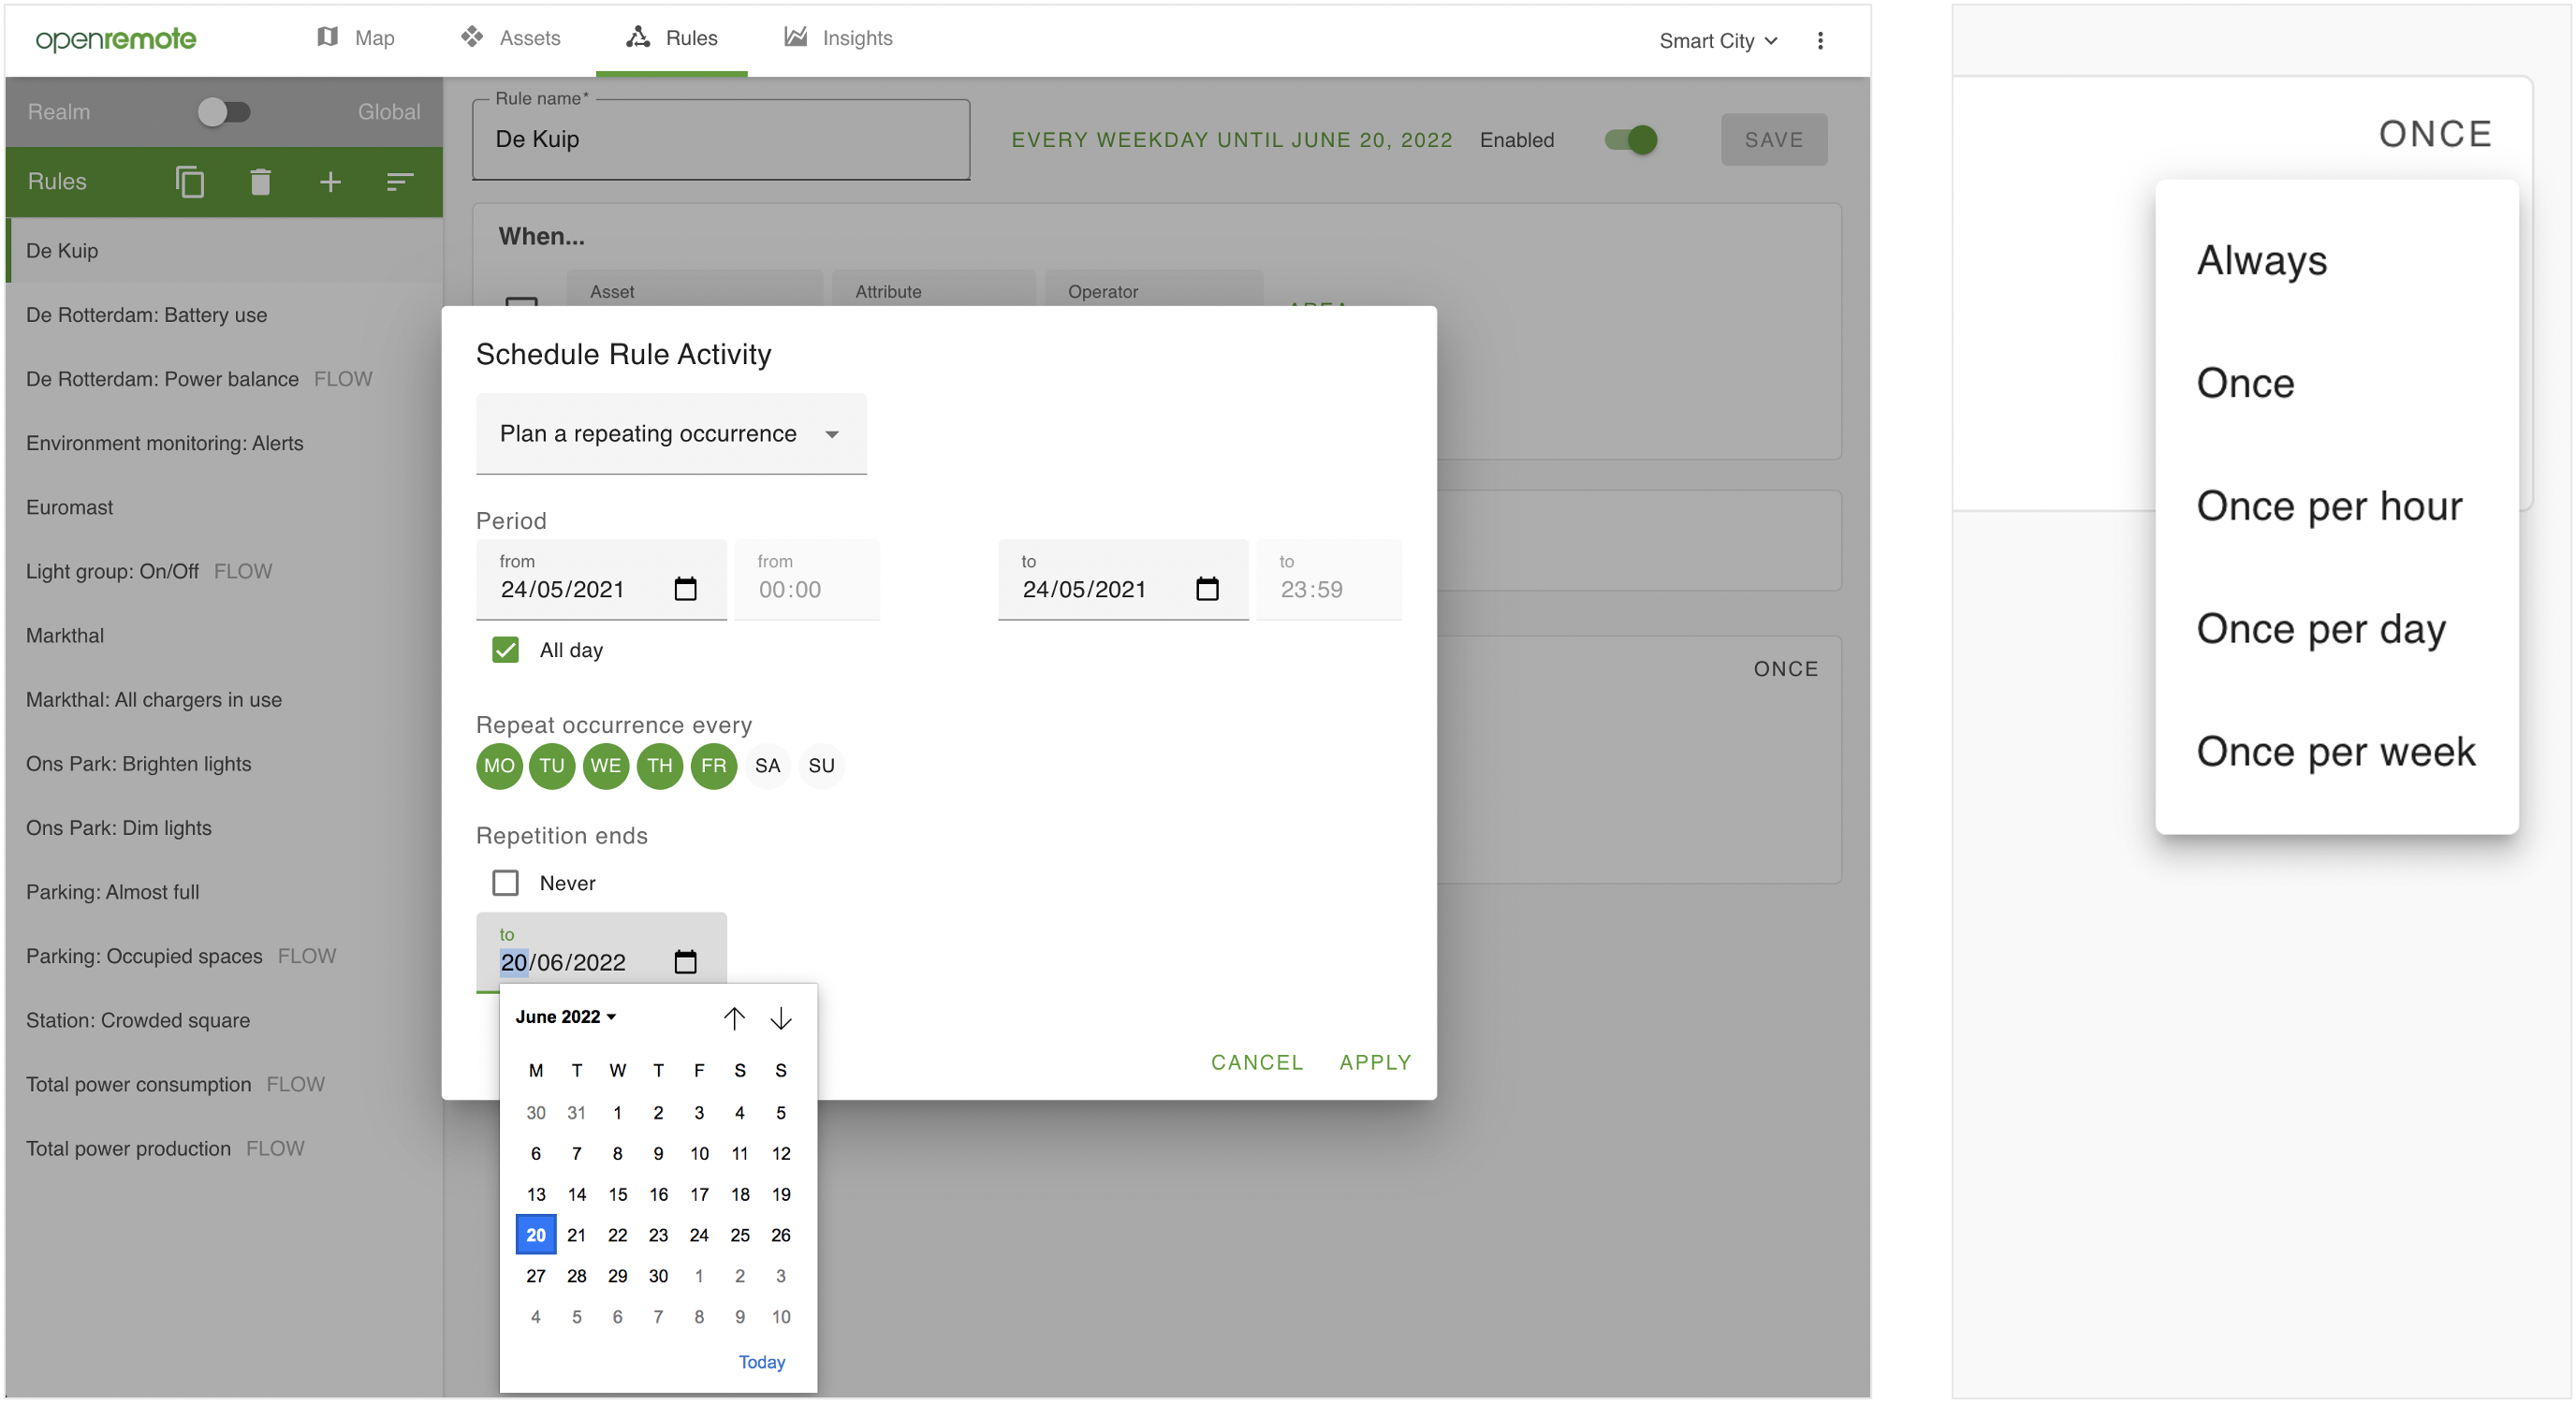 openremote Map Assets Rules Insights Smart City
Realm Global
Rules
De Kuip
De Rotterdam: Battery use
De Rotterdam: Power balance FLOW
Environment monitoring: Alerts
Euromast
Light group: On/Off FLOW
Markthal
Markthal: All chargers in use
Ons Park: Brighten lights
Ons Park: Dim lights
Parking: Almost full
Parking: Occupied spaces FLOW
Station: Crowded square
Total power consumption FLOW
Total power production FLOW
Rule name*
De Kuip
EVERY WEEKDAY UNTIL JUNE 20, 2022 Enabled SAVE
When...
Asset Attribute Operator
ONCE
Schedule Rule Activity
Plan a repeating occurrence
Period
from from to to
24/05/2021 00:00 24/05/2021 23:59
All day
Repeat occurrence every
MO TU WE TH FR SA SU
Repetition ends
Never
to
20/06/2022
June 2022
M T W T F S S
30 31 1 2 3 4 5
6 7 8 9 10 11 12
13 14 15 16 17 18 19
20 21 22 23 24 25 26
27 28 29 30 1 2 3
4 5 6 7 8 9 10
Today
CANCEL APPLY
ONCE
Always
Once
Once per hour
Once per day
Once per week